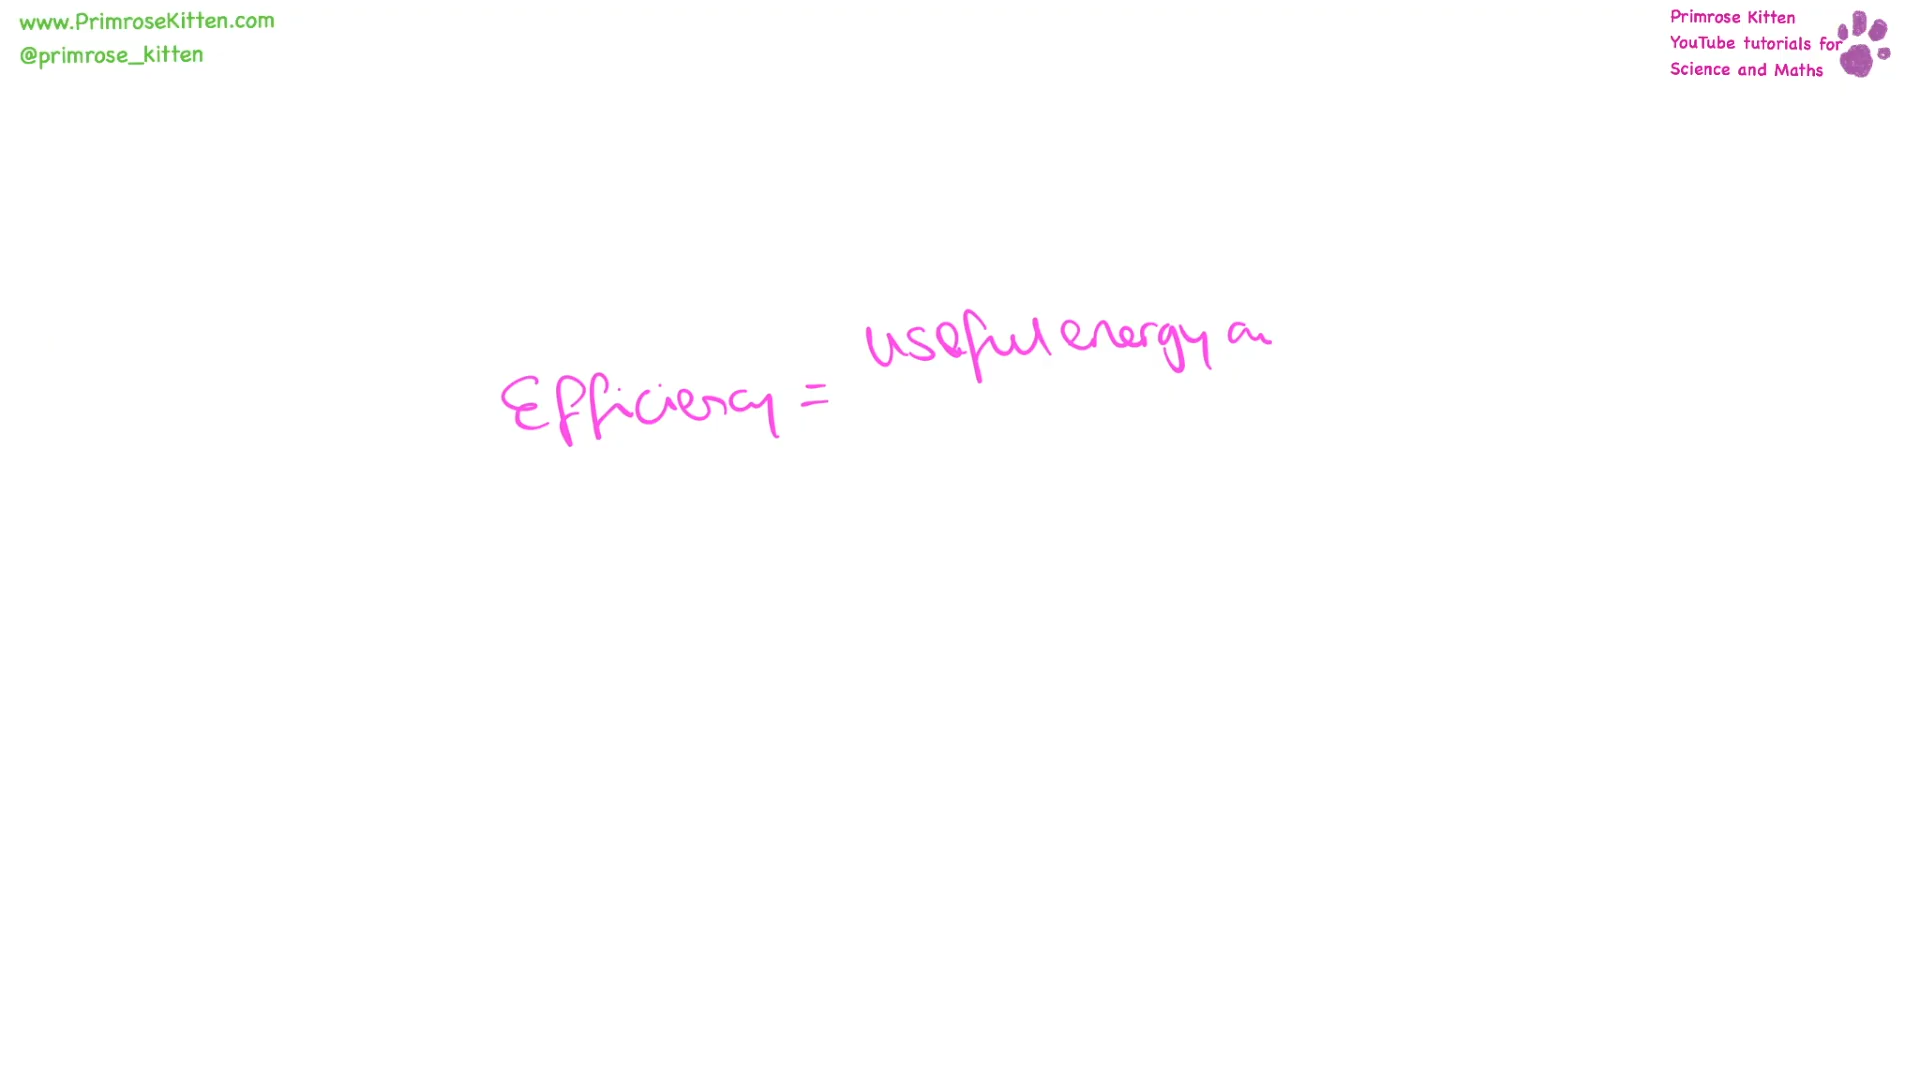 www.PrimroseKitten.com
@primrose_kitten
Primrose Kitten
YouTube tutorials for
Science and Maths
useful energy
Efficiency =